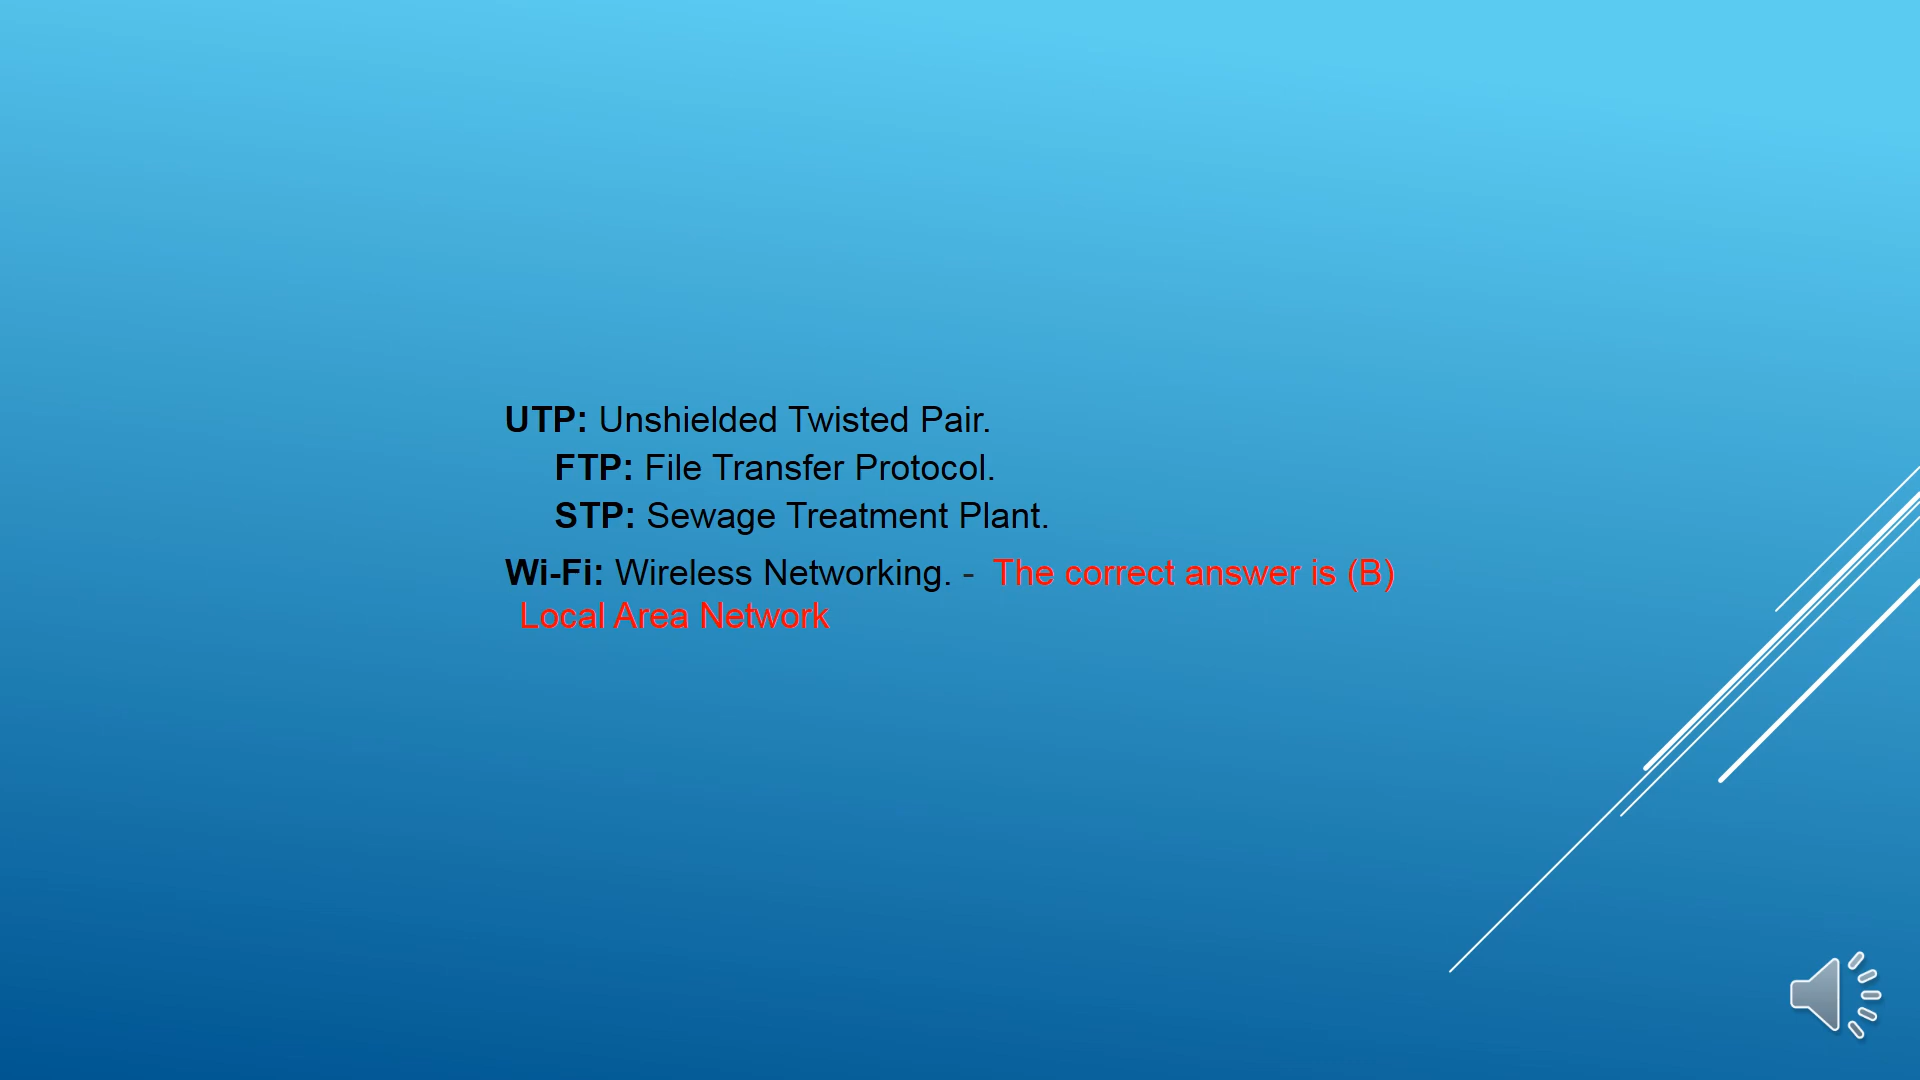 UTP: Unshielded Twisted Pair.
FTP: File Transfer Protocol.
STP: Sewage Treatment Plant.
Wi-Fi: Wireless Networking. - The correct answer is (B)
Local Area Network